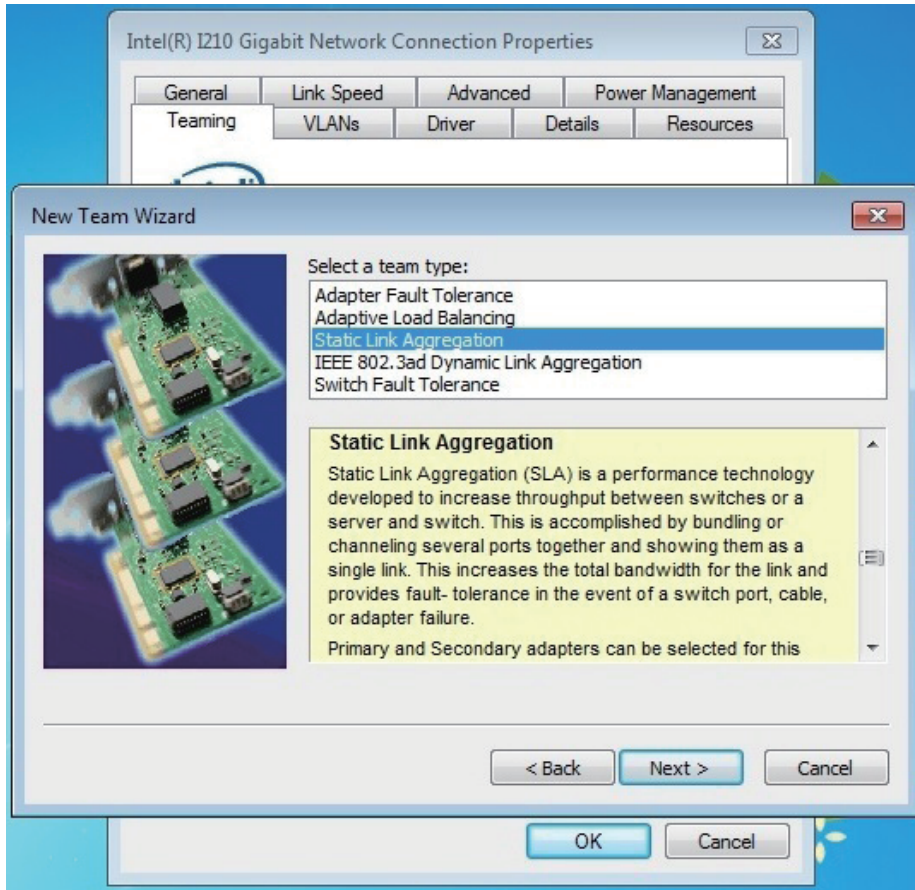 Intel(R) I210 Gigabit Network Connection Properties
General Link Speed Advanced Power Management
Teaming VLANs Driver Details Resources
New Team Wizard
Select a team type:
Adapter Fault Tolerance
Adaptive Load Balancing
Static Link Aggregation
IEEE 802.3ad Dynamic Link Aggregation
Switch Fault Tolerance
Static Link Aggregation
Static Link Aggregation (SLA) is a performance technology
developed to increase throughput between switches or a
server and switch. This is accomplished by bundling or
channeling several ports together and showing them as a
single link. This increases the total bandwidth for the link and
provides fault- tolerance in the event of a switch port, cable,
or adapter failure.
Primary and Secondary adapters can be selected for this
< Back Next > Cancel
OK Cancel